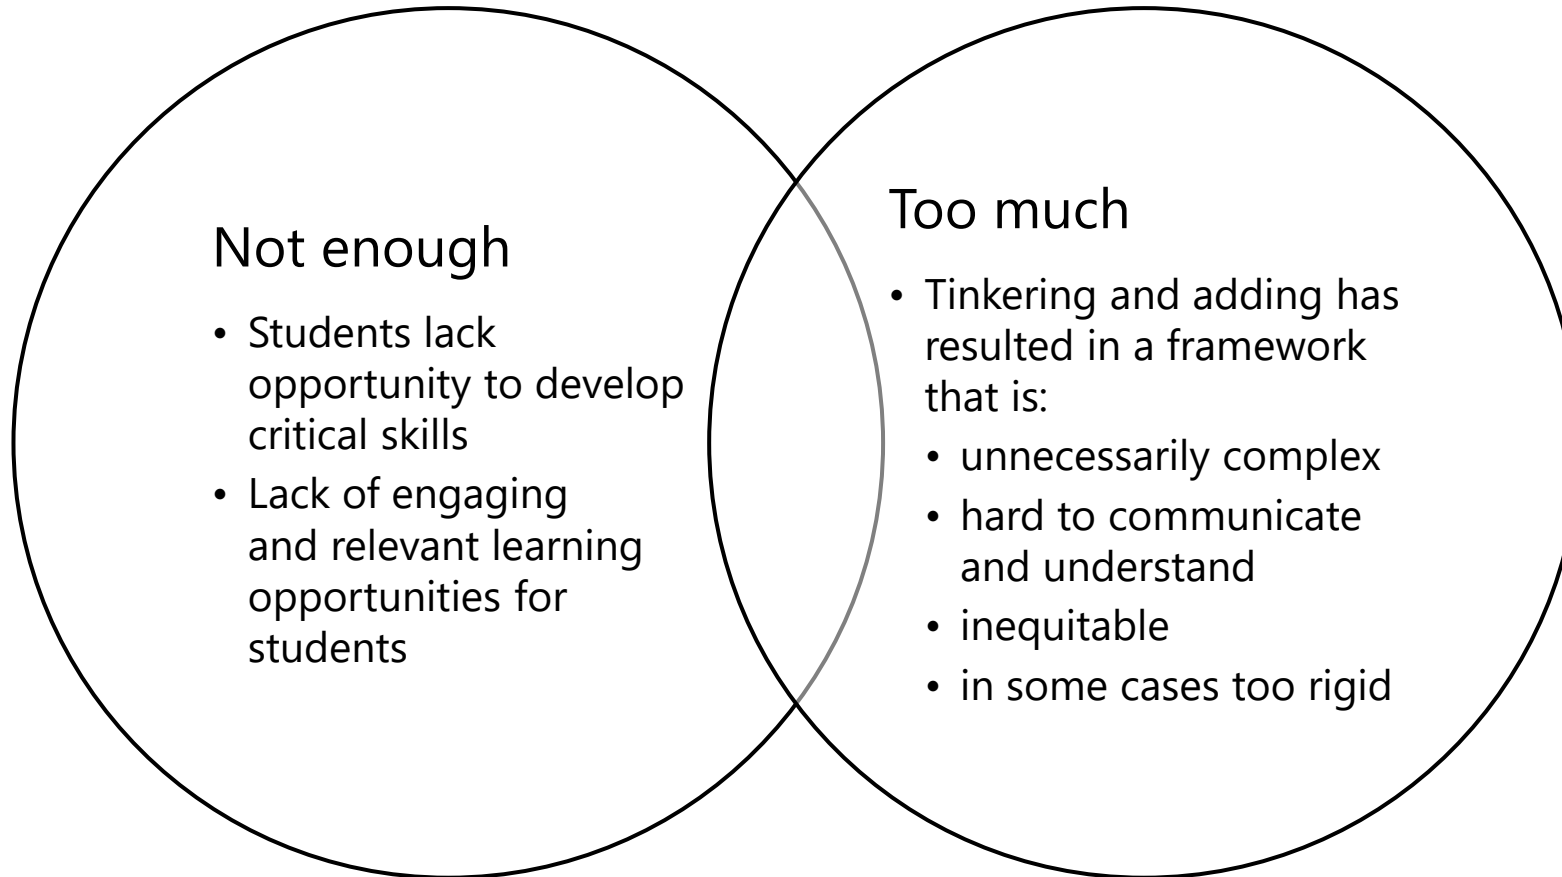 Not enough
• Students lack
opportunity to develop
critical skills
• Lack of engaging
and relevant learning
opportunities for
students
Too much
• Tinkering and adding has
resulted in a framework
that is:
• unnecessarily complex
• hard to communicate
and understand
• inequitable
• in some cases too rigid